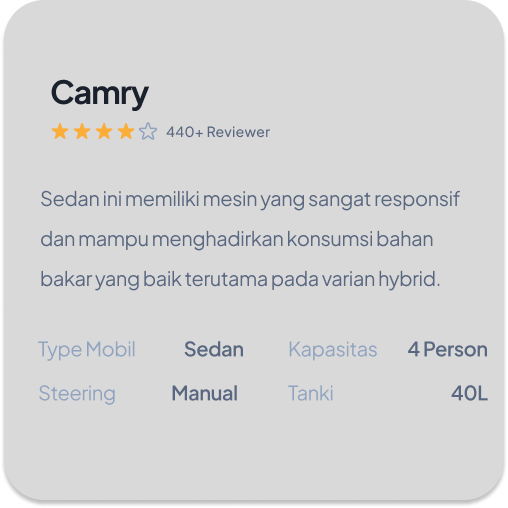 Camry
440+ Reviewer
Sedan ini memiliki mesin yang sangat responsif
dan mampu menghadirkan konsumsi bahan
bakar yang baik terutama pada varian hybrid.
Type Mobil Sedan Kapasitas 4 Person
Steering Manual Tanki 40L